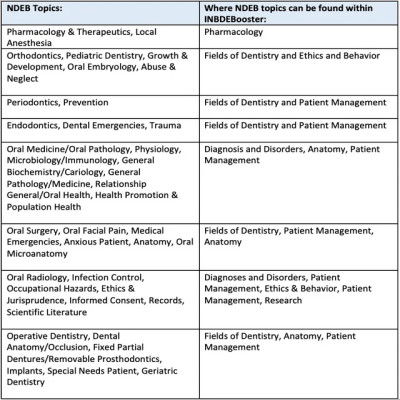 NDEB Topics:
Where NDEB topics can be found within
INBDEBooster:
Pharmacology & Therapeutics, Local
Anesthesia
Pharmacology
Orthodontics, Pediatric Dentistry, Growth &
Development, Oral Embryology, Abuse &
Neglect
Fields of Dentistry and Ethics and Behavior
Periodontics, Prevention
Fields of Dentistry and Patient Management
Endodontics, Dental Emergencies, Trauma
Fields of Dentistry and Patient Management
Oral Medicine/Oral Pathology, Physiology,
Microbiology/Immunology, General
Biochemistry/Cariology, General
Pathology/Medicine, Relationship
General/Oral Health, Health Promotion &
Population Health
Diagnosis and Disorders, Anatomy, Patient
Management
Oral Surgery, Oral Facial Pain, Medical
Emergencies, Anxious Patient, Anatomy, Oral
Microanatomy
Fields of Dentistry, Patient Management,
Anatomy
Oral Radiology, Infection Control,
Occupational Hazards, Ethics &
Jurisprudence, Informed Consent, Records,
Scientific Literature
Diagnoses and Disorders, Patient
Management, Ethics & Behavior, Patient
Management, Research
Operative Dentistry, Dental
Anatomy/Occlusion, Fixed Partial
Dentures/Removable Prosthodontics,
Implants, Special Needs Patient, Geriatric
Dentistry
Fields of Dentistry, Anatomy, Patient
Management